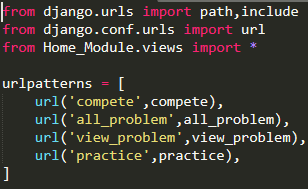 from django.urls import path,include
from django.conf.urls import url
from Home_Module.views import *
urlpatterns = [
url('compete',compete),
url('all_problem',all_problem),
url('view_problem',view_problem),
url('practice',practice),
]